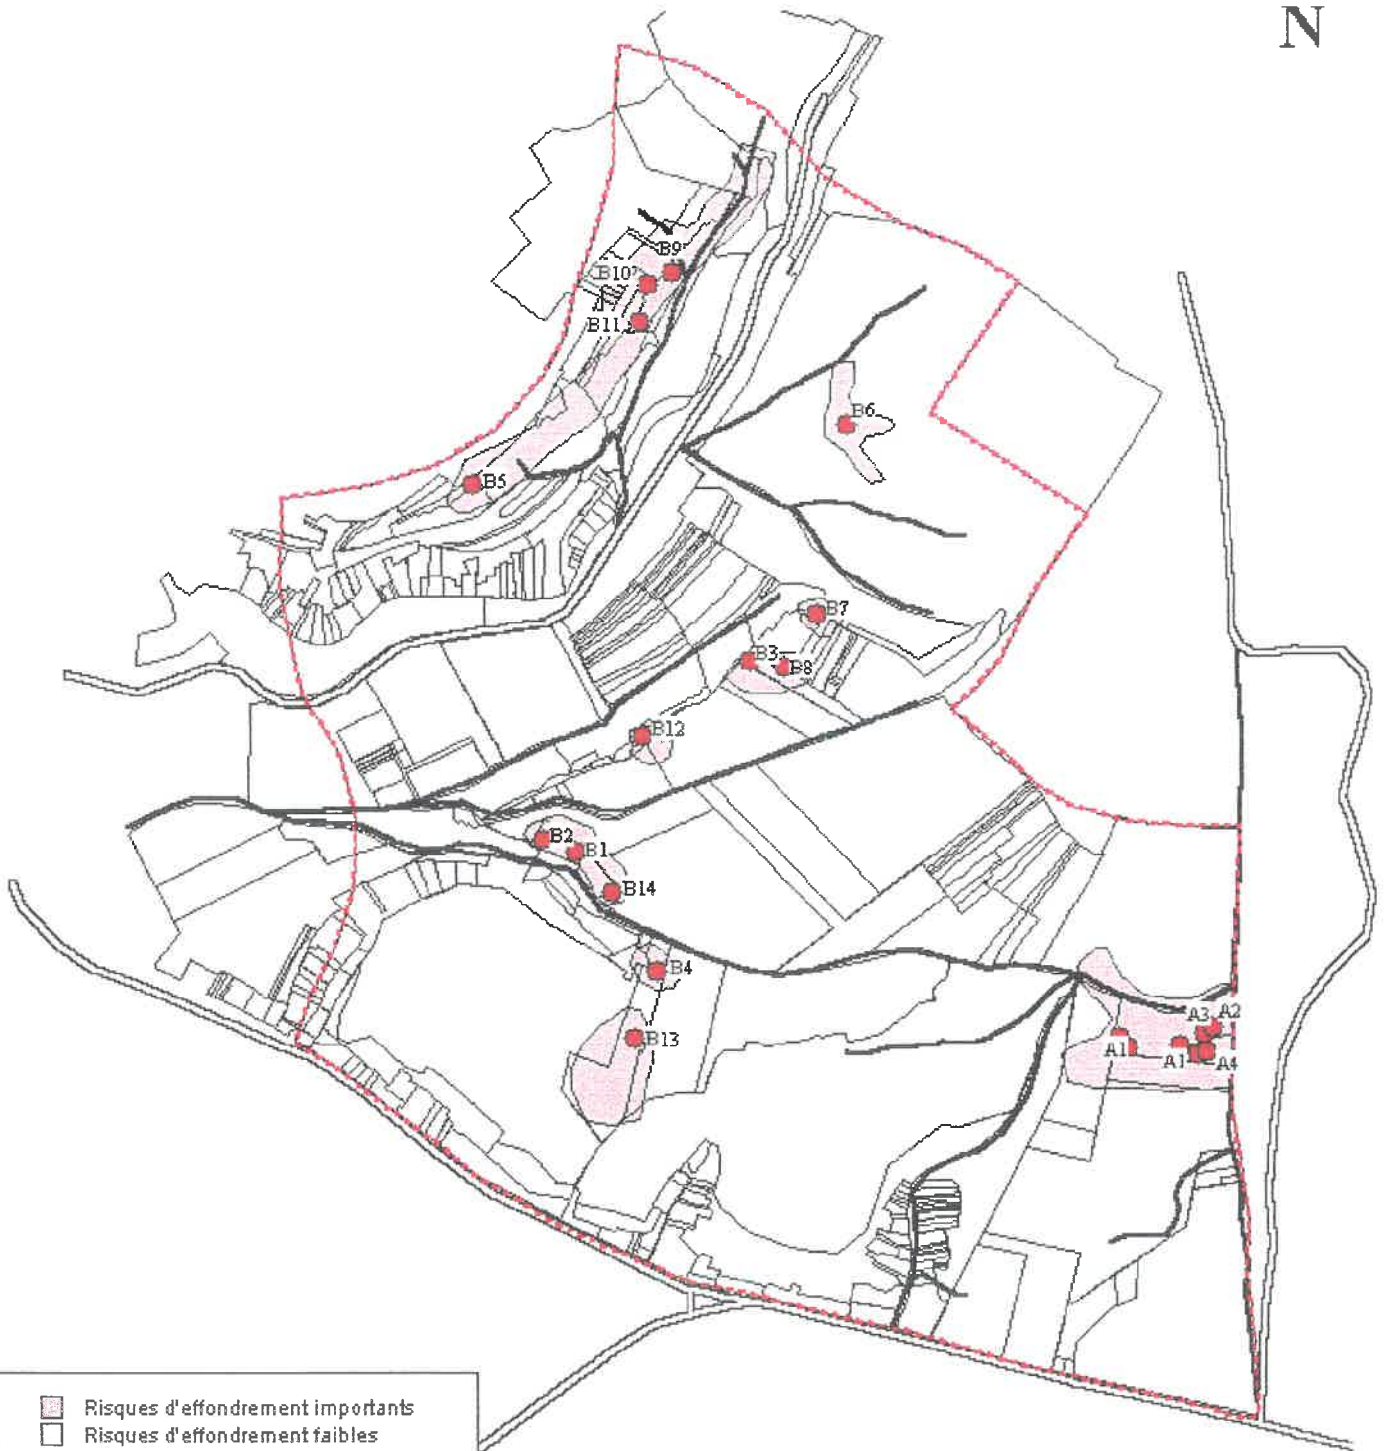 N
B9
B10
B11
B6
B5
B7
B3
B8
B12
B2
B1
B14
B4
B13
A3
A2
A1
A1
A4
Risques d'effondrement importants
Risques d'effondrement faibles